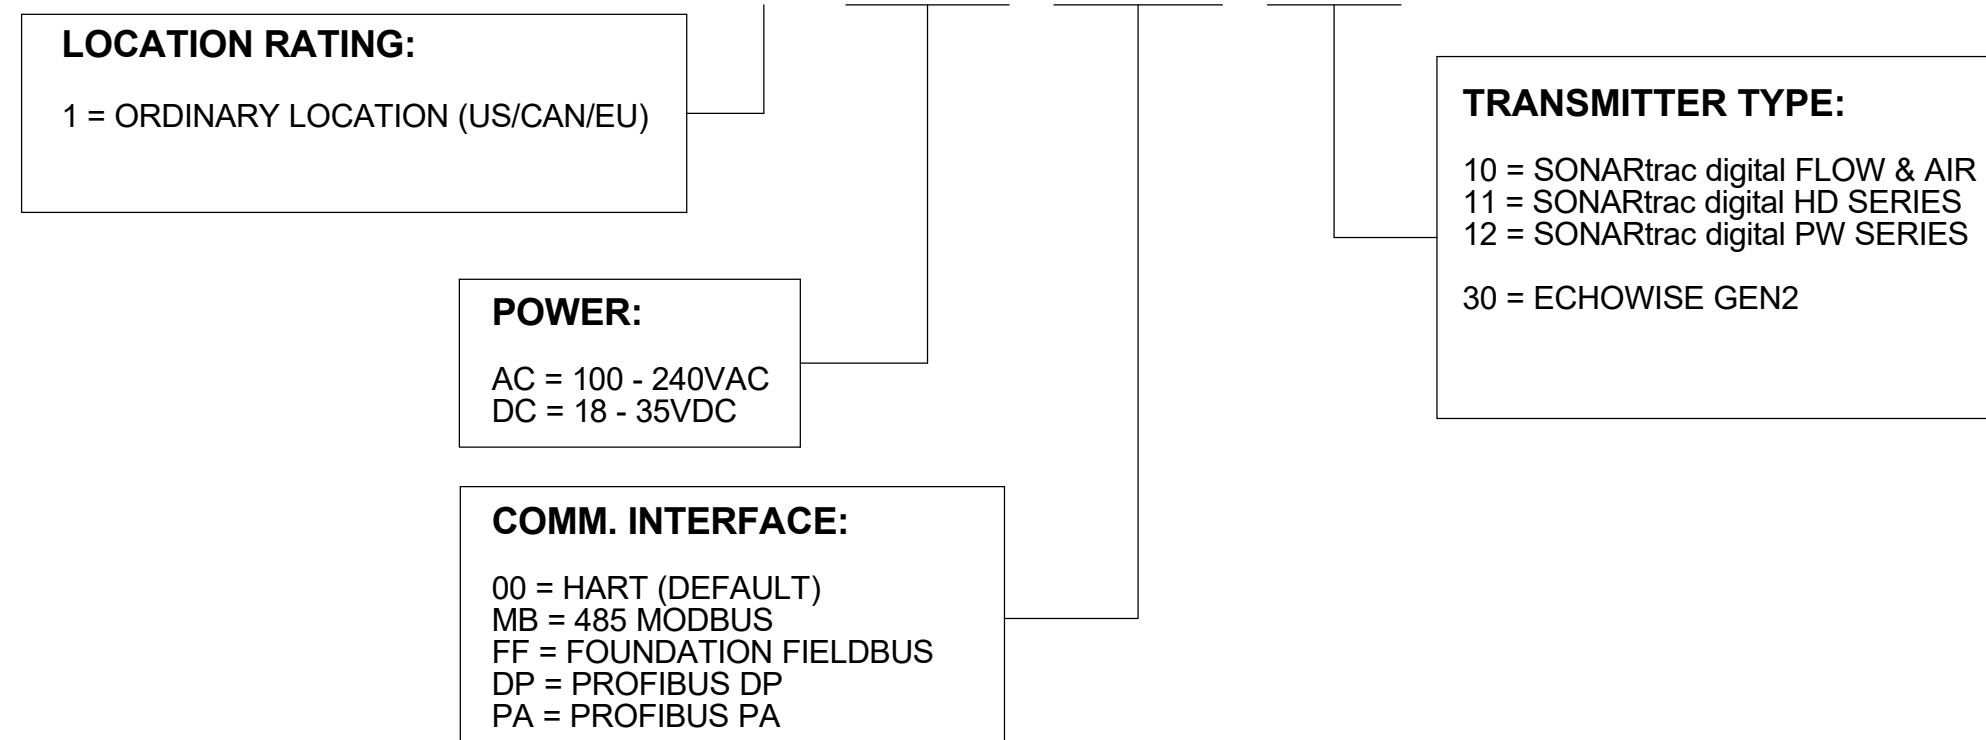 LOCATION RATING:
1 = ORDINARY LOCATION (US/CAN/EU)
POWER:
AC = 100 - 240VAC
DC = 18 - 35VDC
COMM. INTERFACE:
00 = HART (DEFAULT)
MB = 485 MODBUS
FF = FOUNDATION FIELDBUS
DP = PROFIBUS DP
PA = PROFIBUS PA
TRANSMITTER TYPE:
10 = SONARtrac digital FLOW & AIR
11 = SONARtrac digital HD SERIES
12 = SONARtrac digital PW SERIES
30 = ECHOWISE GEN2